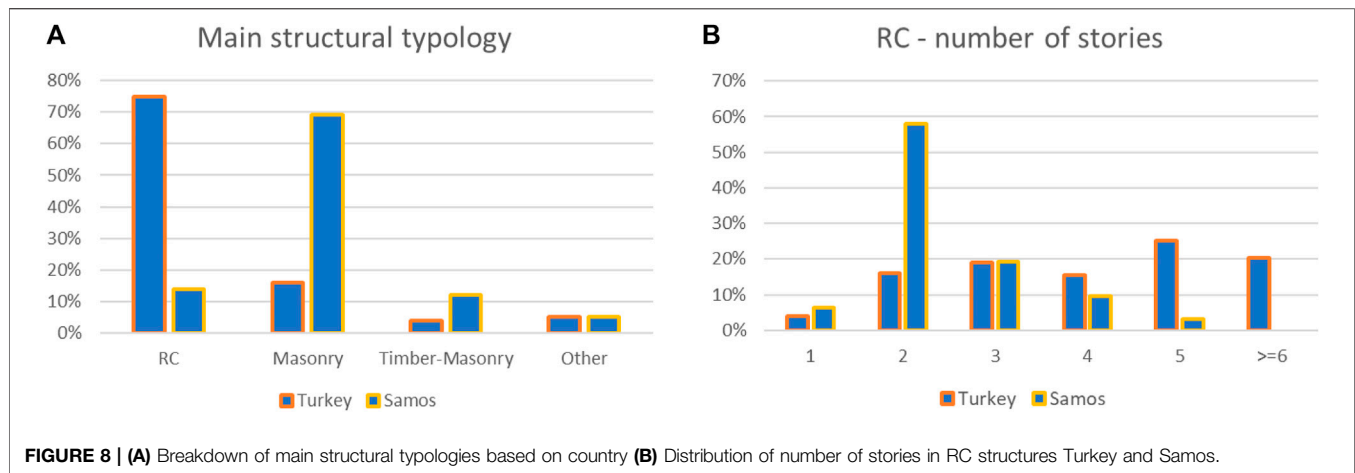 A
Main structural typology
80%
70%
60%
50%
40%
30%
20%
10%
0%
RC Masonry Timber-Masonry Other
Turkey Samos
B
RC - number of stories
70%
60%
50%
40%
30%
20%
10%
0%
1 2 3 4 5 >=6
Turkey Samos
FIGURE 8 | (A) Breakdown of main structural typologies based on country (B) Distribution of number of stories in RC structures Turkey and Samos.